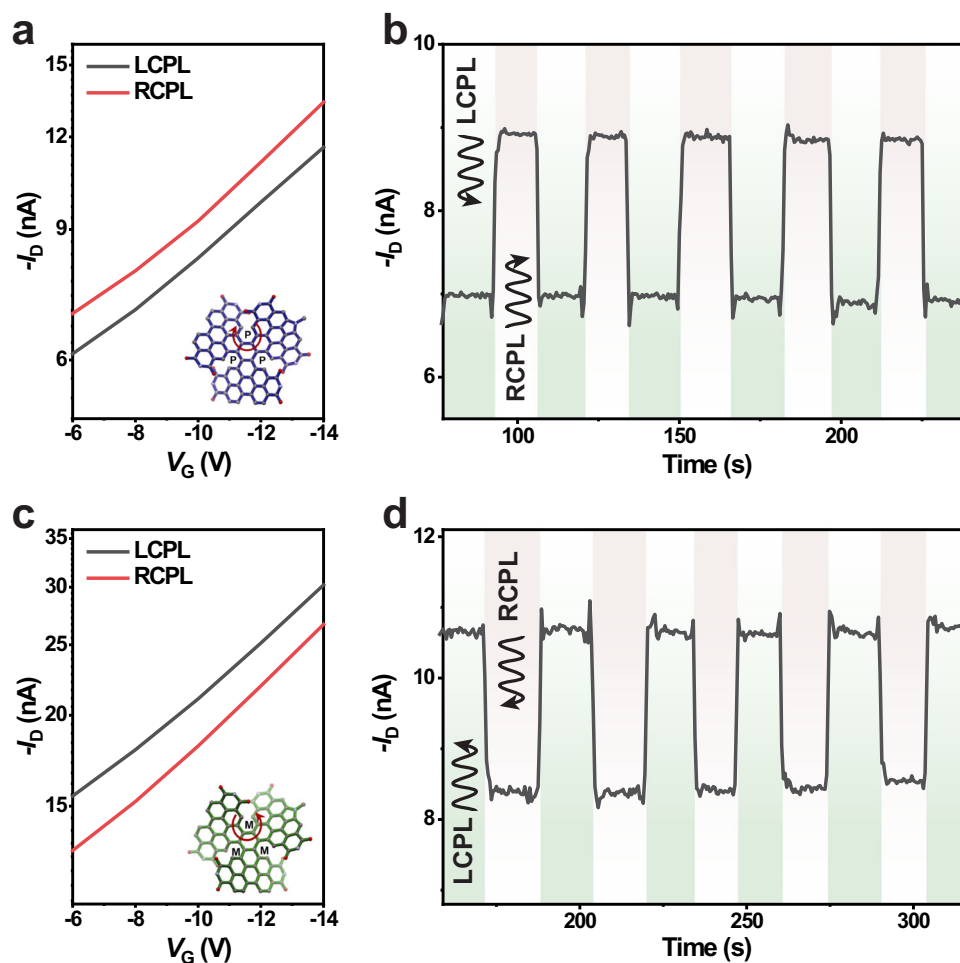 a
LCPL
RCPL
15
12
9
6
-I_D (nA)
P
P P
-6 -8 -10 -12 -14
V_G (V)
b
10
8
6
-I_D (nA)
LCPL
RCPL
100 150 200
Time (s)
c
LCPL
RCPL
35
30
25
20
15
-I_D (nA)
M
M M
-6 -8 -10 -12 -14
V_G (V)
d
12
10
8
-I_D (nA)
RCPL
LCPL
200 250 300
Time (s)